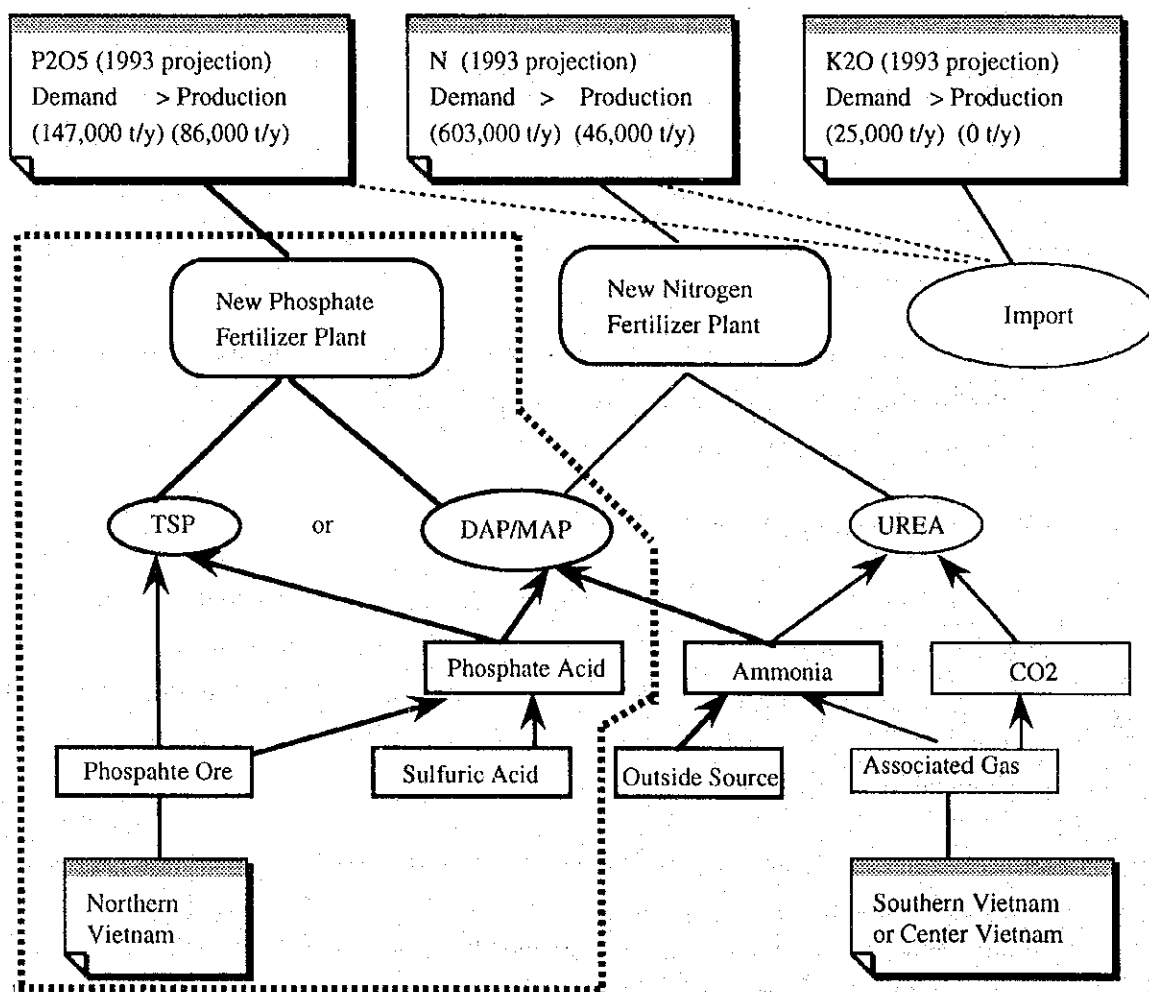 P2O5 (1993 projection)
Demand > Production
(147,000 t/y) (86,000 t/y)
N (1993 projection)
Demand > Production
(603,000 t/y) (46,000 t/y)
K2O (1993 projection)
Demand > Production
(25,000 t/y) (0 t/y)
New Phosphate
Fertilizer Plant
New Nitrogen
Fertilizer Plant
Import
TSP
or
DAP/MAP
UREA
Phosphate Acid
Ammonia
CO2
Phospahte Ore
Sulfuric Acid
Outside Source
Associated Gas
Northern
Vietnam
Southern Vietnam
or Center Vietnam